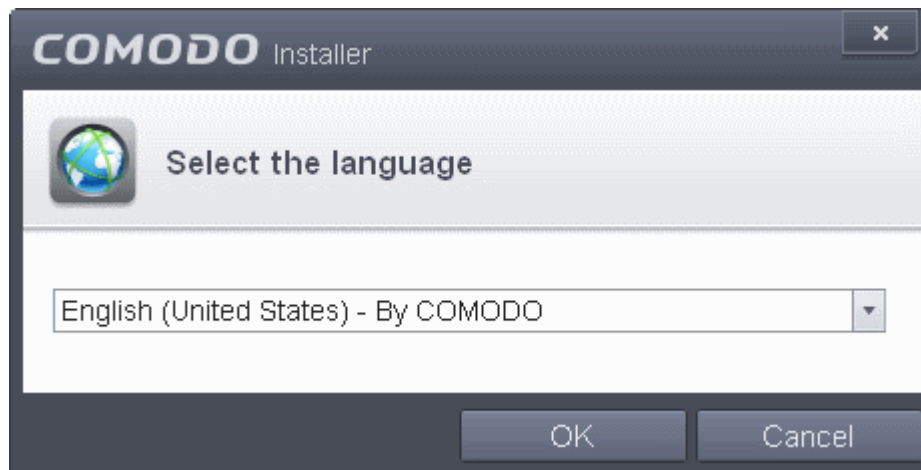 COMODO Installer
Select the language
English (United States) - By COMODO
OK
Cancel